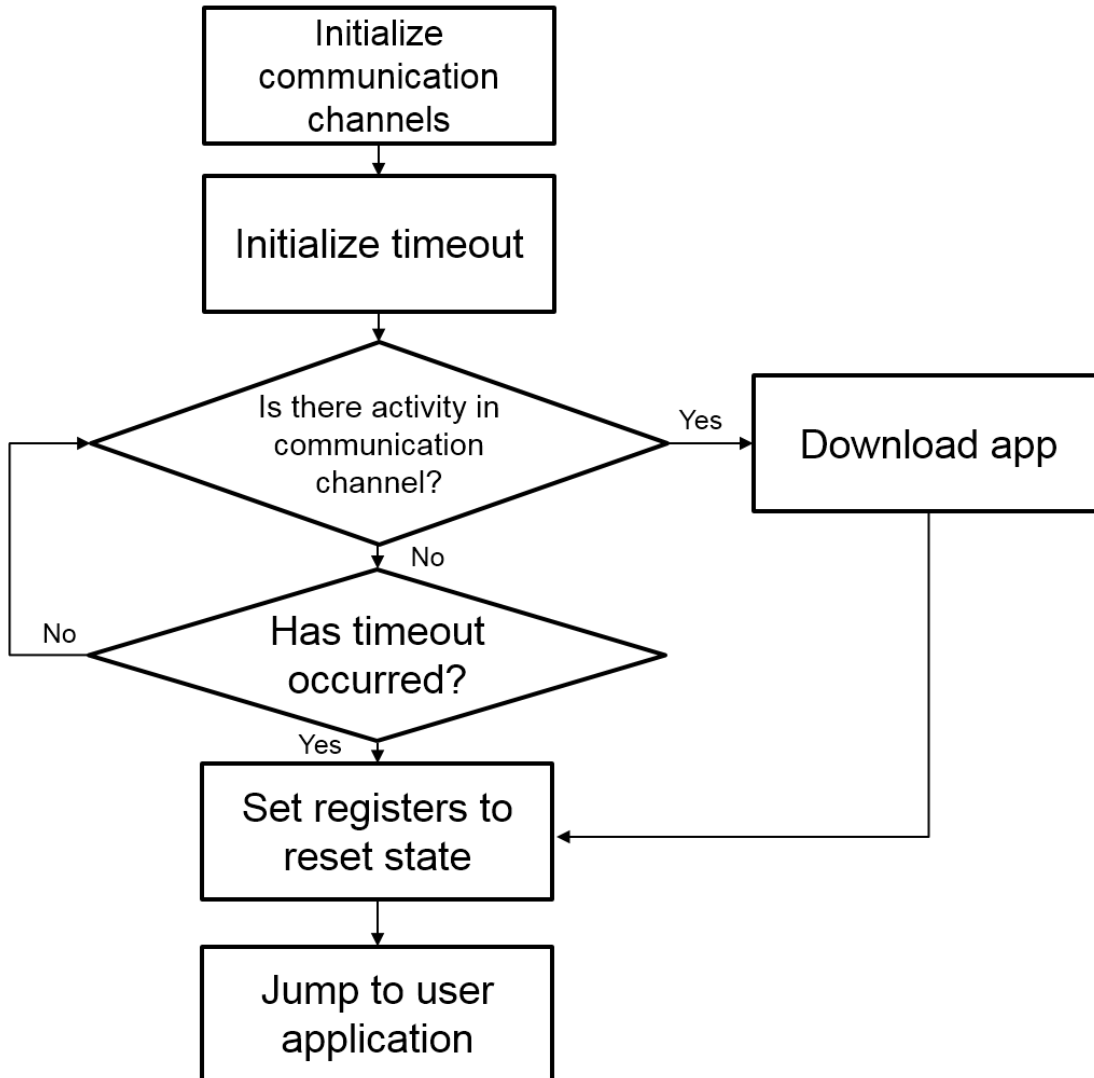 Initialize
communication
channels
Initialize timeout
Is there activity in
communication
channel?
Yes
Download app
No
Has timeout
occurred?
No
Yes
Set registers to
reset state
Jump to user
application